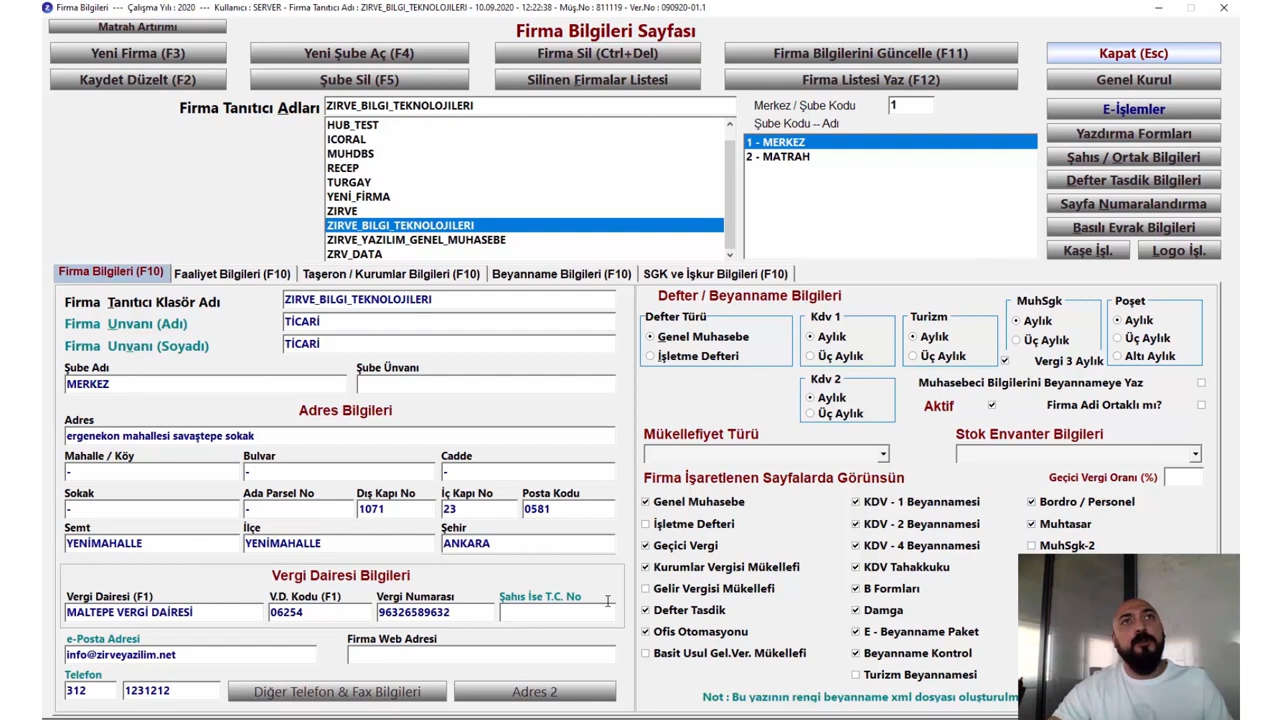 Firma Bilgileri --- Çalışma Yılı : 2020 -- Kullanıcı : SERVER - Firma Tanıtıcı Adı : ZIRVE_BILGI_TEKNOLOJILERI - 10.09.2020 - 12:22:38 - Müş.No : 811119 - Ver.No : 090920-01.1
Matrah Artırımı
Firma Bilgileri Sayfası
Yeni Firma (F3)
Yeni Şube Aç (F4)
Firma Sil (Ctrl+Del)
Firma Bilgilerini Güncelle (F11)
Kapat (Esc)
Kaydet Düzelt (F2)
Şube Sil (F5)
Silinen Firmalar Listesi
Firma Listesi Yaz (F12)
Genel Kurul
Firma Tanıtıcı Adları
ZIRVE_BILGI_TEKNOLOJILERI
HUB_TEST
ICORAL
MUHDBS
RECEP
TURGAY
YENİ_FİRMA
ZIRVE
ZIRVE_BILGI_TEKNOLOJILERI
ZIRVE_YAZILIM_GENEL_MUHASEBE
ZRV_DATA
Merkez / Şube Kodu 1
Şube Kodu -- Adı
1 - MERKEZ
2 - MATRAH
E-İşlemler
Yazdırma Formları
Şahıs / Ortak Bilgileri
Defter Tasdik Bilgileri
Sayfa Numaralandırma
Basılı Evrak Bilgileri
Kaşe İşl.
Logo İşl.
Firma Bilgileri (F10)
Faaliyet Bilgileri (F10)
Taşeron / Kurumlar Bilgileri (F10)
Beyanname Bilgileri (F10)
SGK ve İşkur Bilgileri (F10)
Firma Tanıtıcı Klasör Adı
ZIRVE_BILGI_TEKNOLOJILERI
Firma Unvanı (Adı)
TİCARİ
Firma Unvanı (Soyadı)
TİCARİ
Şube Adı
Şube Ünvanı
MERKEZ
Adres Bilgileri
Adres
ergenekon mahallesi savaştepe sokak
Mahalle / Köy
Bulvar
Cadde
-
-
-
Sokak
Ada Parsel No
Dış Kapı No
İç Kapı No
Posta Kodu
-
-
1071
23
0581
Semt
İlçe
Şehir
YENİMAHALLE
YENİMAHALLE
ANKARA
Vergi Dairesi Bilgileri
Vergi Dairesi (F1)
V.D. Kodu (F1)
Vergi Numarası
Şahıs İse T.C. No
MALTEPE VERGİ DAİRESİ
06254
96326589632
e-Posta Adresi
Firma Web Adresi
info@zirveyazilim.net
Telefon
312
1231212
Diğer Telefon & Fax Bilgileri
Adres 2
Defter / Beyanname Bilgileri
Defter Türü
Genel Muhasebe
İşletme Defteri
Kdv 1
Aylık
Üç Aylık
Turizm
Aylık
Üç Aylık
MuhSgk
Aylık
Üç Aylık
Vergi 3 Aylık
Poşet
Aylık
Üç Aylık
Altı Aylık
Kdv 2
Aylık
Üç Aylık
Muhasebeci Bilgilerini Beyannameye Yaz
Aktif
Firma Adi Ortaklı mı?
Mükellefiyet Türü
Stok Envanter Bilgileri
Firma İşaretlenen Sayfalarda Görünsün
Geçici Vergi Oranı (%)
Genel Muhasebe
KDV - 1 Beyannamesi
Bordro / Personel
İşletme Defteri
KDV - 2 Beyannamesi
Muhtasar
Geçici Vergi
KDV - 4 Beyannamesi
MuhSgk-2
Kurumlar Vergisi Mükellefi
KDV Tahakkuku
Gelir Vergisi Mükellefi
B Formları
Defter Tasdik
Damga
Ofis Otomasyonu
E - Beyanname Paket
Basit Usul Gel.Ver. Mükellefi
Beyanname Kontrol
Turizm Beyannamesi
Not : Bu yazının rengi beyanname xml dosyası